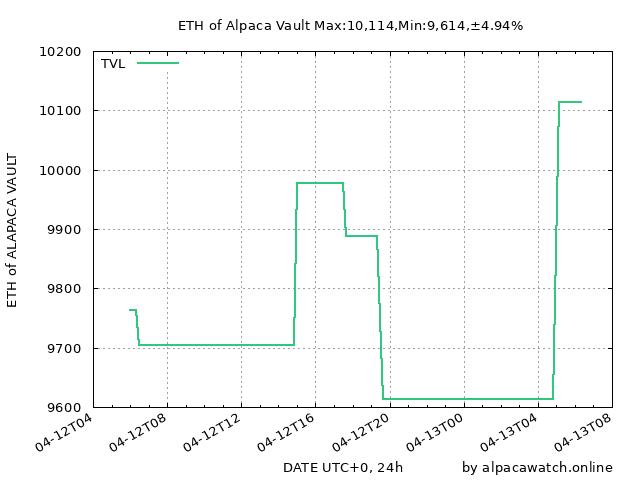 ETH of Alpaca Vault Max:10,114,Min:9,614,±4.94%
10200
TVL
10100
10000
9900
9800
9700
9600
ETH of ALAPACA VAULT
04-12T04
04-12T08
04-12T12
04-12T16
04-12T20
04-13T00
04-13T04
04-13T08
DATE UTC+0, 24h
by alpacawatch.online